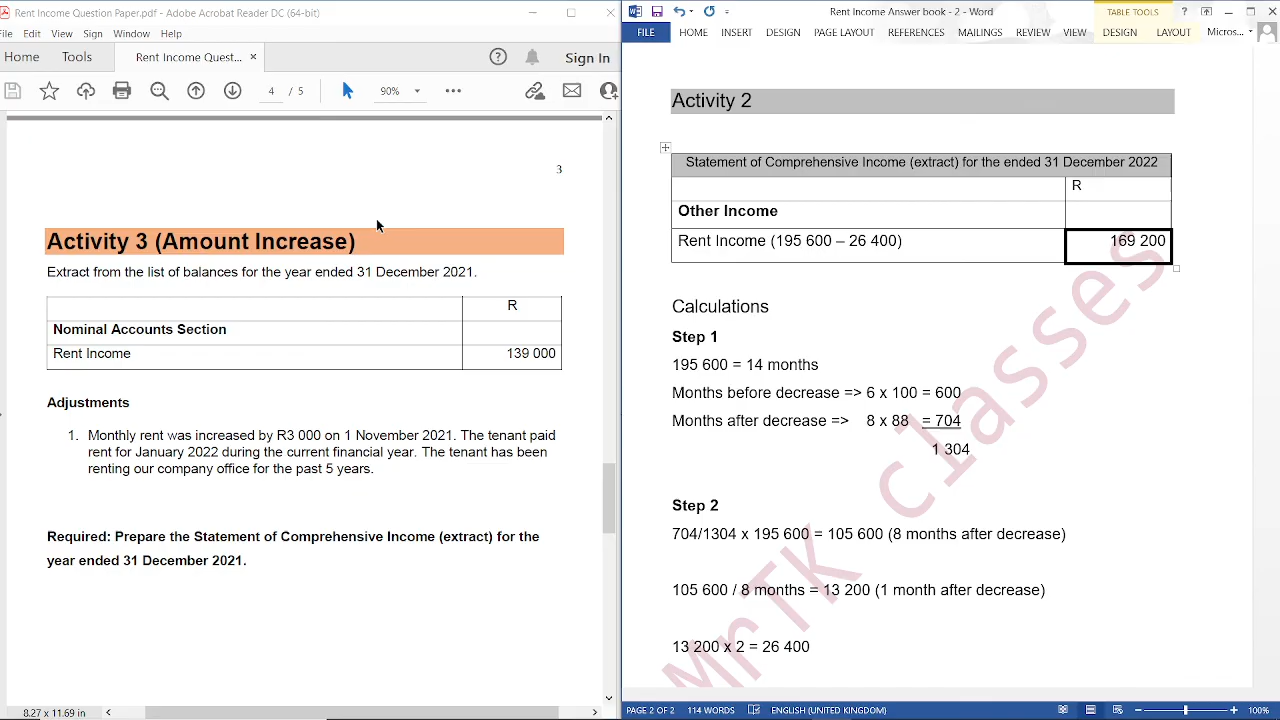 Rent Income Question Paper.pdf - Adobe Acrobat Reader DC (64-bit)
File Edit View Sign Window Help
Home Tools Rent Income Quest... × Sign In
4 / 5 90%
3
Activity 3 (Amount Increase)
Extract from the list of balances for the year ended 31 December 2021.
R
Nominal Accounts Section
Rent Income 139 000
Adjustments
1. Monthly rent was increased by R3 000 on 1 November 2021. The tenant paid
rent for January 2022 during the current financial year. The tenant has been
renting our company office for the past 5 years.
Required: Prepare the Statement of Comprehensive Income (extract) for the
year ended 31 December 2021.
8.27 x 11.69 in
Rent Income Answer book - 2 - Word TABLE TOOLS
FILE HOME INSERT DESIGN PAGE LAYOUT REFERENCES MAILINGS REVIEW VIEW DESIGN LAYOUT Micros...
Activity 2
Statement of Comprehensive Income (extract) for the ended 31 December 2022
R
Other Income
Rent Income (195 600 – 26 400) 169 200
Calculations
Step 1
195 600 = 14 months
Months before decrease => 6 x 100 = 600
Months after decrease => 8 x 88 = 704
1 304
Step 2
704/1304 x 195 600 = 105 600 (8 months after decrease)
105 600 / 8 months = 13 200 (1 month after decrease)
13 200 x 2 = 26 400
MrTK classes
PAGE 2 OF 2 114 WORDS ENGLISH (UNITED KINGDOM) 100%